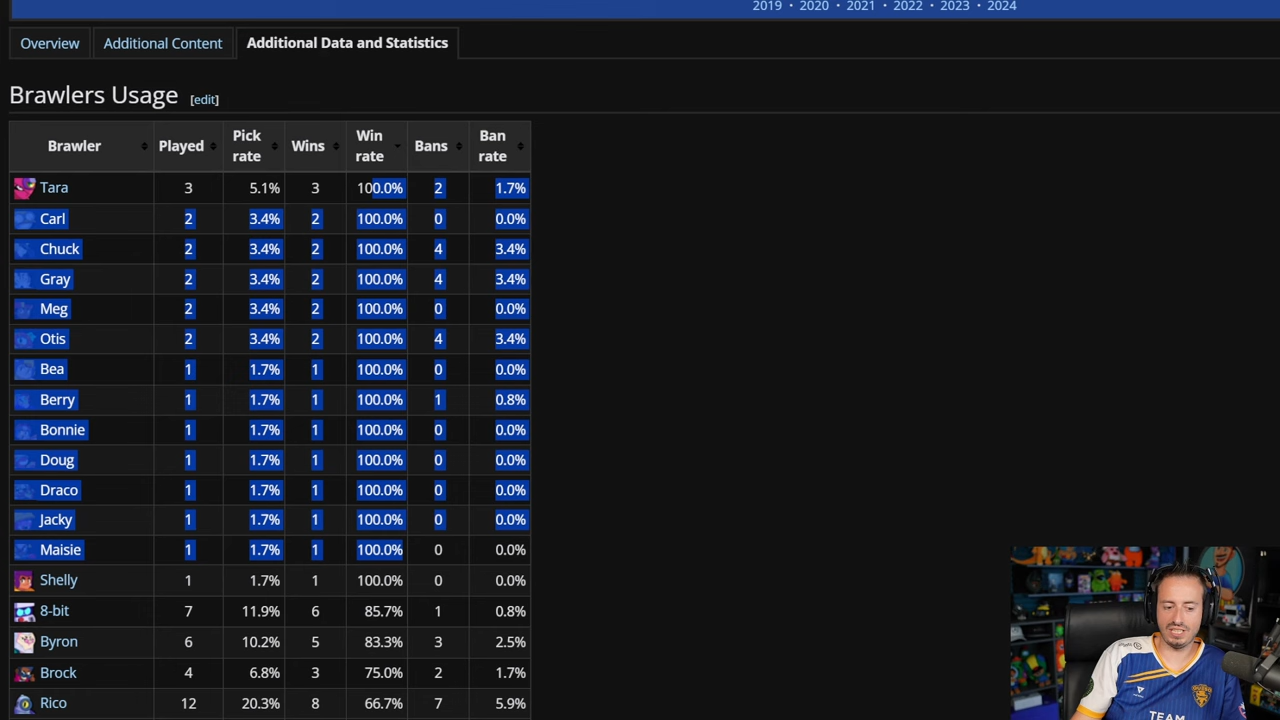 2019 • 2020 • 2021 • 2022 • 2023 • 2024
Overview Additional Content Additional Data and Statistics
Brawlers Usage [edit]
Brawler Played Pick rate Wins Win rate Bans Ban rate
Tara 3 5.1% 3 100.0% 2 1.7%
Carl 2 3.4% 2 100.0% 0 0.0%
Chuck 2 3.4% 2 100.0% 4 3.4%
Gray 2 3.4% 2 100.0% 4 3.4%
Meg 2 3.4% 2 100.0% 0 0.0%
Otis 2 3.4% 2 100.0% 4 3.4%
Bea 1 1.7% 1 100.0% 0 0.0%
Berry 1 1.7% 1 100.0% 1 0.8%
Bonnie 1 1.7% 1 100.0% 0 0.0%
Doug 1 1.7% 1 100.0% 0 0.0%
Draco 1 1.7% 1 100.0% 0 0.0%
Jacky 1 1.7% 1 100.0% 0 0.0%
Maisie 1 1.7% 1 100.0% 0 0.0%
Shelly 1 1.7% 1 100.0% 0 0.0%
8-bit 7 11.9% 6 85.7% 1 0.8%
Byron 6 10.2% 5 83.3% 3 2.5%
Brock 4 6.8% 3 75.0% 2 1.7%
Rico 12 20.3% 8 66.7% 7 5.9%
TEAM